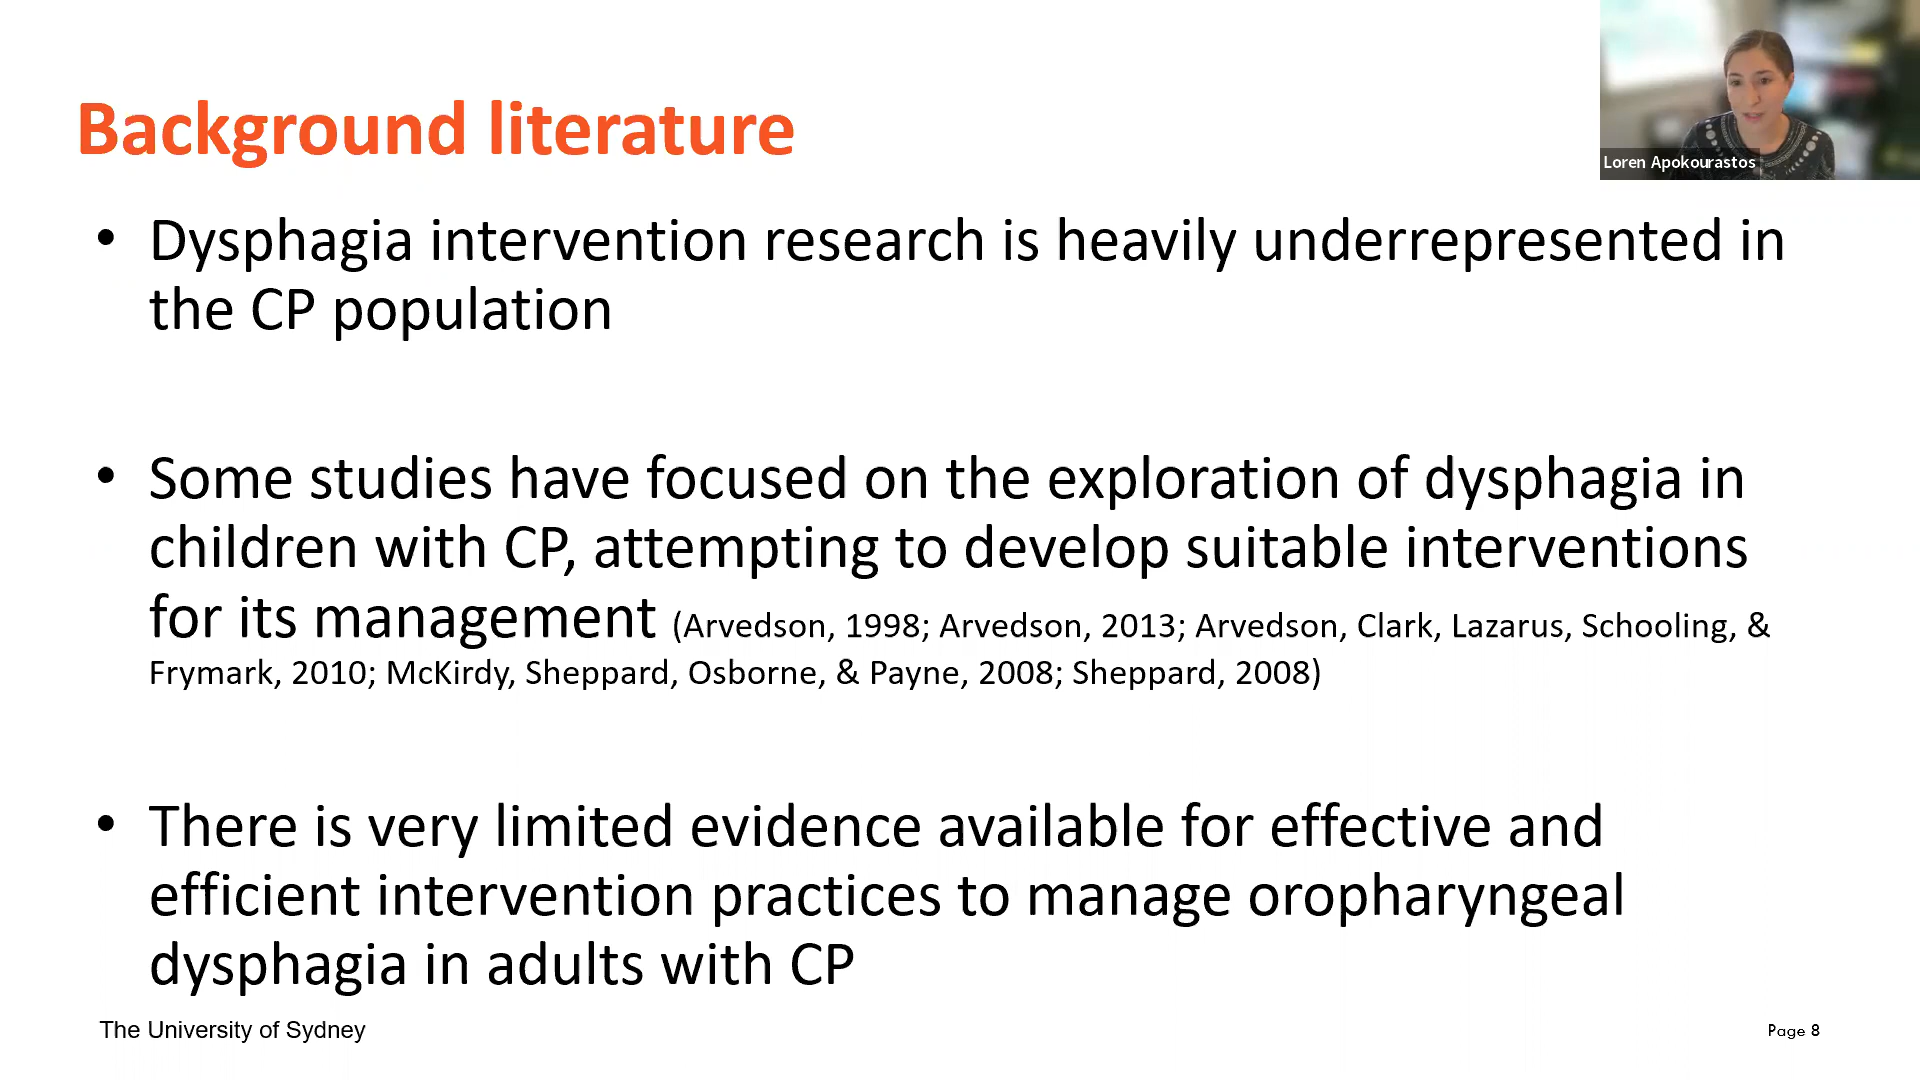 Background literature
Loren Apokourastos
• Dysphagia intervention research is heavily underrepresented in
the CP population
• Some studies have focused on the exploration of dysphagia in
children with CP, attempting to develop suitable interventions
for its management (Arvedson, 1998; Arvedson, 2013; Arvedson, Clark, Lazarus, Schooling, &
Frymark, 2010; McKirdy, Sheppard, Osborne, & Payne, 2008; Sheppard, 2008)
• There is very limited evidence available for effective and
efficient intervention practices to manage oropharyngeal
dysphagia in adults with CP
The University of Sydney
Page 8